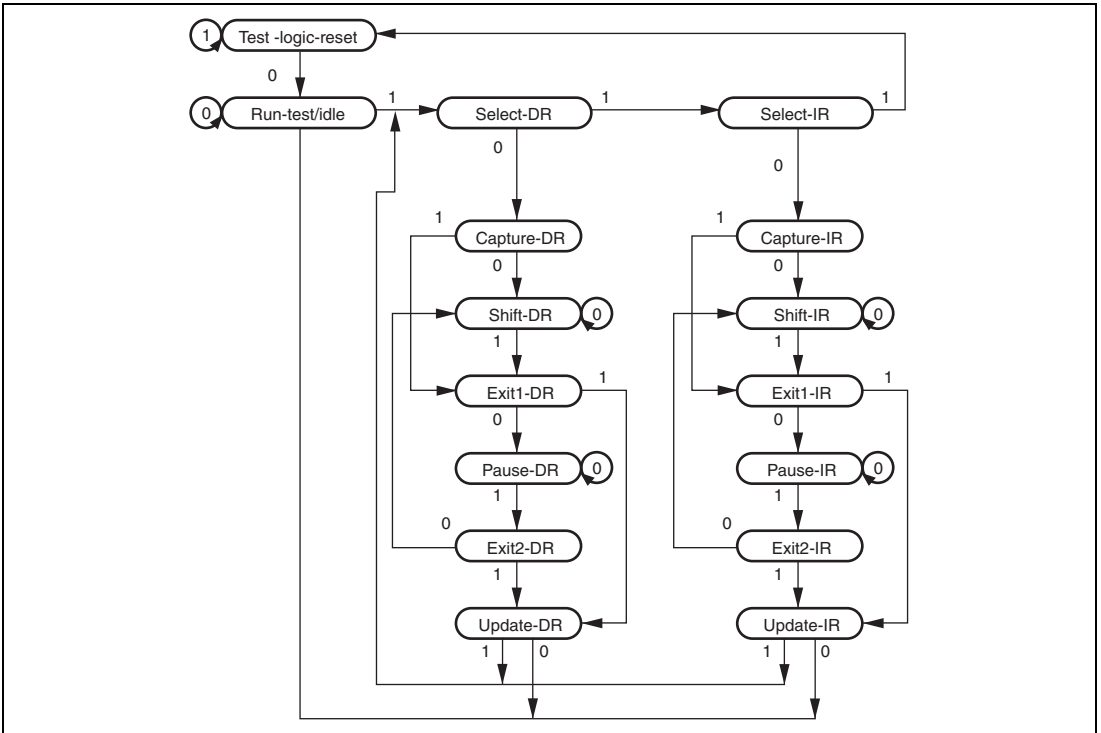 1 Test -logic-reset
0
0 Run-test/idle 1 Select-DR 1 Select-IR 1
0 0
1 Capture-DR 1 Capture-IR
0 0
Shift-DR 0 Shift-IR 0
1 1
Exit1-DR 1 Exit1-IR 1
0 0
Pause-DR 0 Pause-IR 0
1 1
0 Exit2-DR 0 Exit2-IR
1 1
Update-DR Update-IR
1 0 1 0